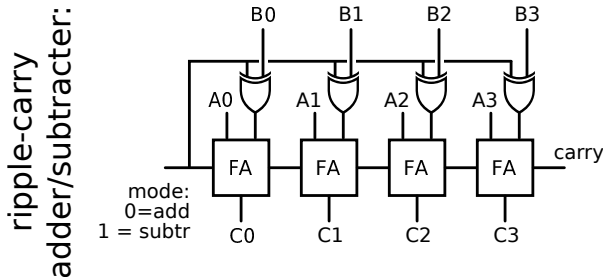 ripple-carry
adder/subtracter:
B0 B1 B2 B3
A0 A1 A2 A3
FA FA FA FA
carry
mode:
0=add
1 = subtr
C0 C1 C2 C3